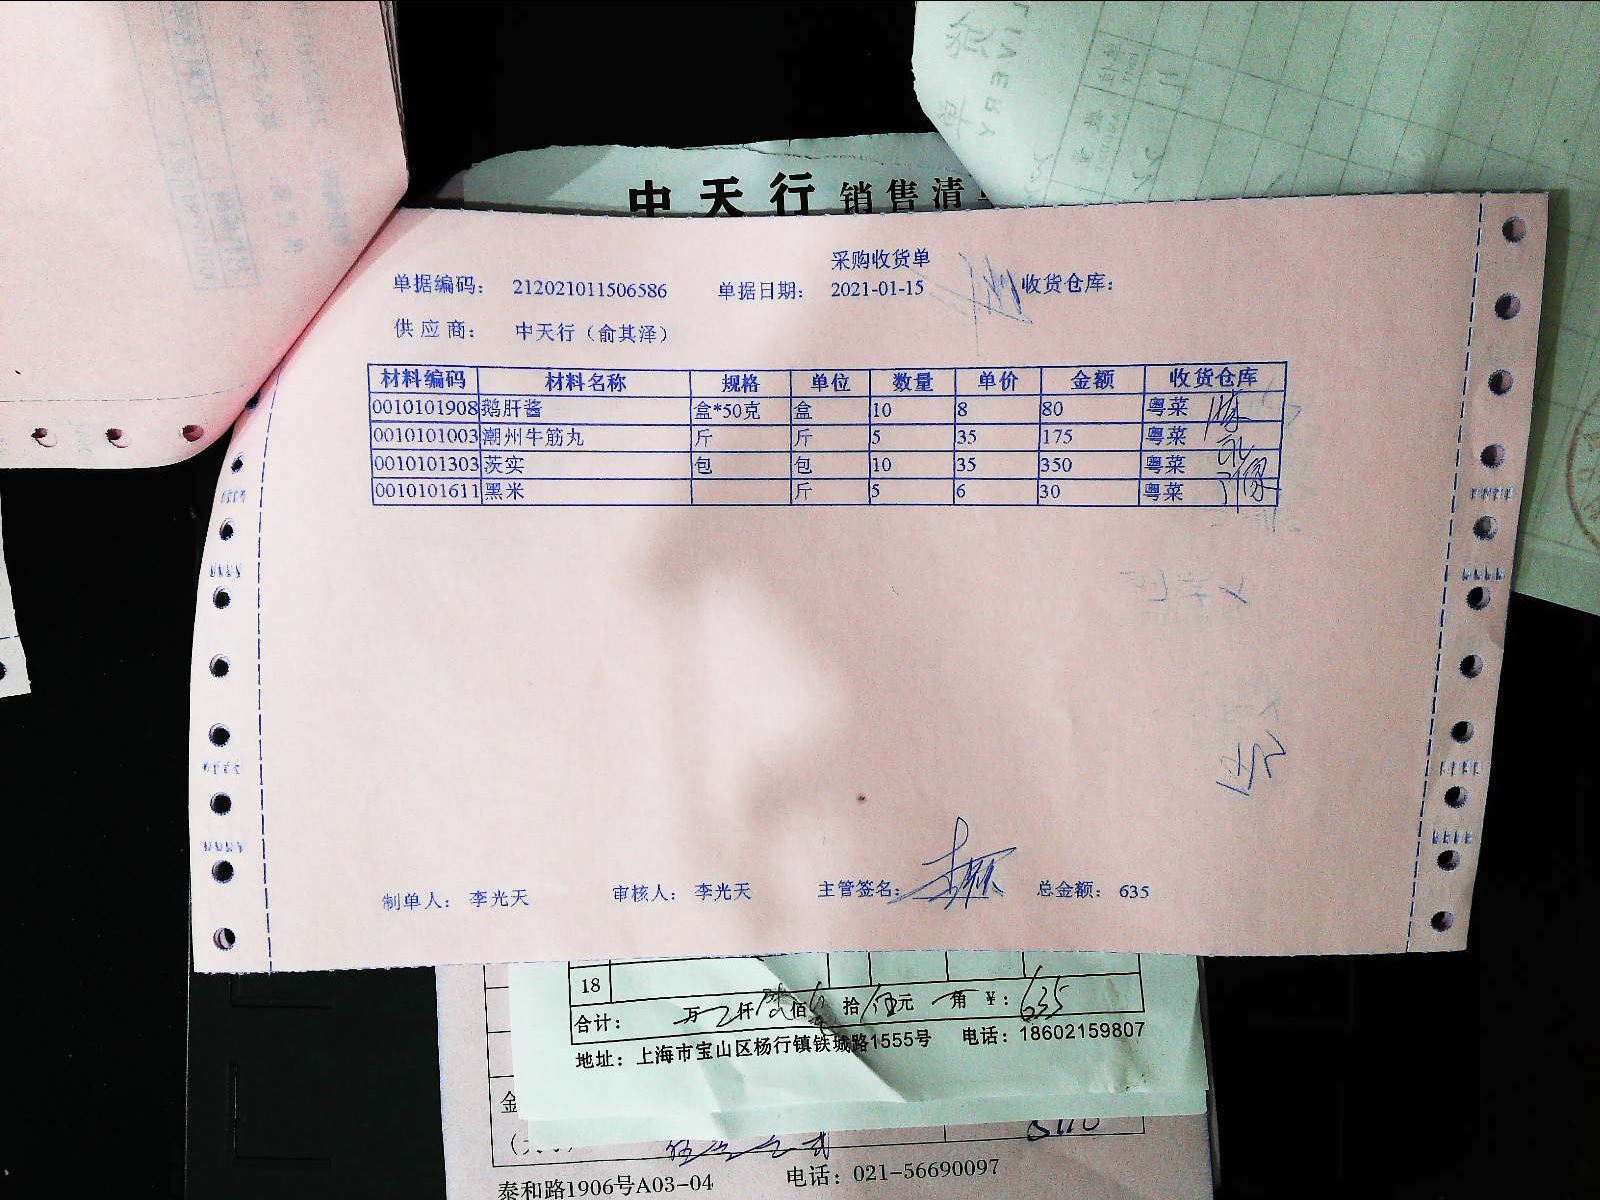 中天行 销售清
采购收货单
单据编码： 212021011506586 单据日期： 2021-01-15 收货仓库：
供应商： 中天行（俞其泽）
材料编码 材料名称 规格 单位 数量 单价 金额 收货仓库
0010101908 鹅肝酱 盒*50克 盒 10 8 80 粤菜
0010101003 潮州牛筋丸 斤 斤 5 35 175 粤菜
0010101303 茨实 包 包 10 35 350 粤菜
0010101611 黑米 斤 5 6 30 粤菜
制单人： 李光天 审核人： 李光天 主管签名： 总金额： 635
18
合计： 万 仟 佰 拾 伍元 角 ¥：635
地址：上海市宝山区杨行镇铁城路1555号 电话：18602159807
金
泰和路1906号A03-04 电话：021-56690097